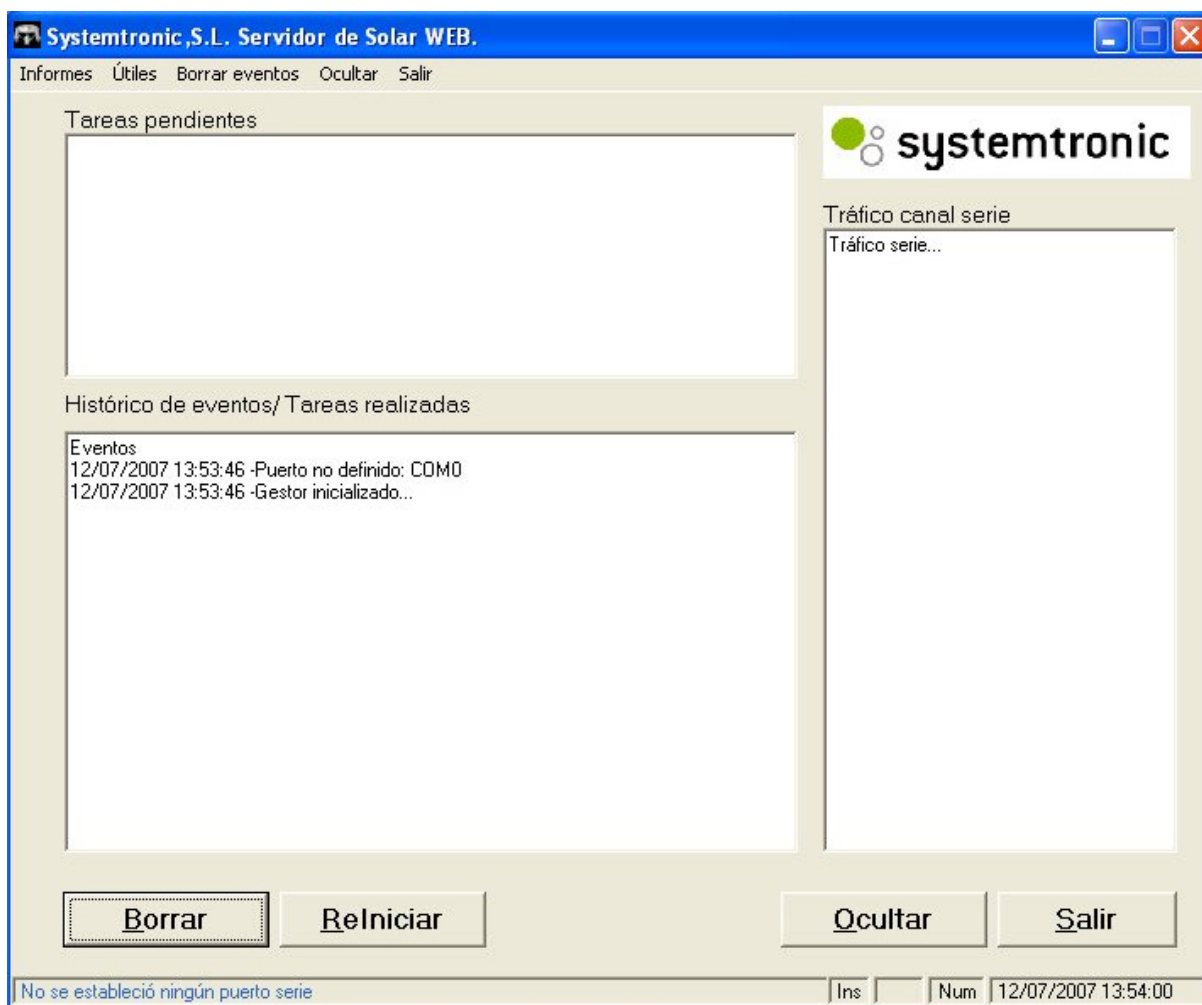 Systemtronic,S.L. Servidor de Solar WEB.
Informes Útiles Borrar eventos Ocultar Salir
Tareas pendientes
systemtronic
Tráfico canal serie
Tráfico serie...
Histórico de eventos/ Tareas realizadas
Eventos
12/07/2007 13:53:46 -Puerto no definido: COM0
12/07/2007 13:53:46 -Gestor inicializado...
Borrar
ReIniciar
Ocultar
Salir
No se estableció ningún puerto serie
Ins
Num
12/07/2007 13:54:00